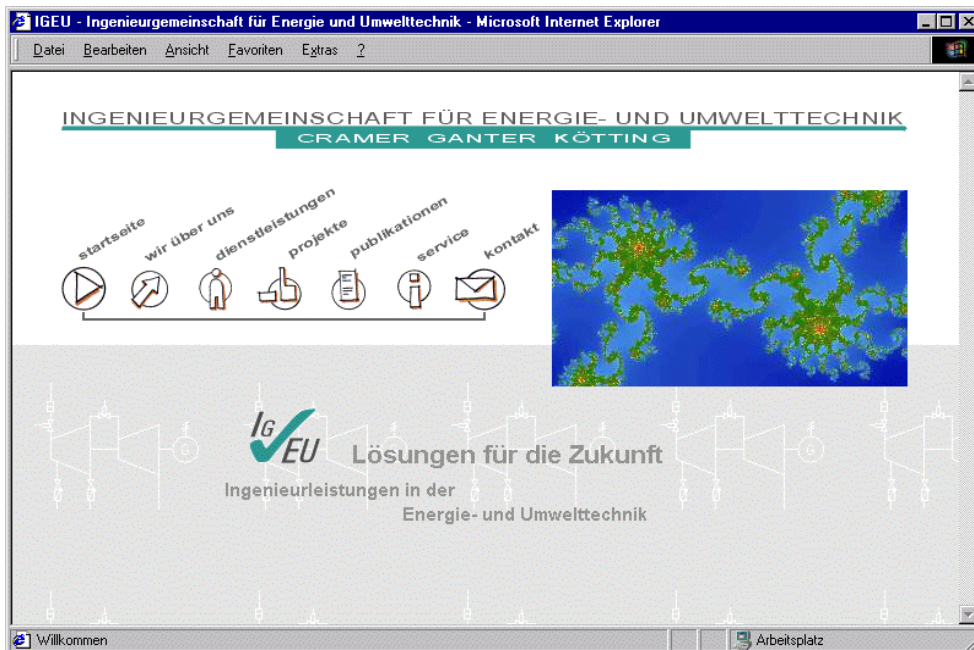 IGEU - Ingenieurgemeinschaft für Energie und Umwelttechnik - Microsoft Internet Explorer
Datei Bearbeiten Ansicht Favoriten Extras ?
INGENIEURGEMEINSCHAFT FÜR ENERGIE- UND UMWELTTECHNIK
CRAMER GANTER KÖTTING
startseite wir über uns dienstleistungen projekte publikationen service kontakt
IG EU Lösungen für die Zukunft
Ingenieurleistungen in der
Energie- und Umwelttechnik
Willkommen Arbeitsplatz